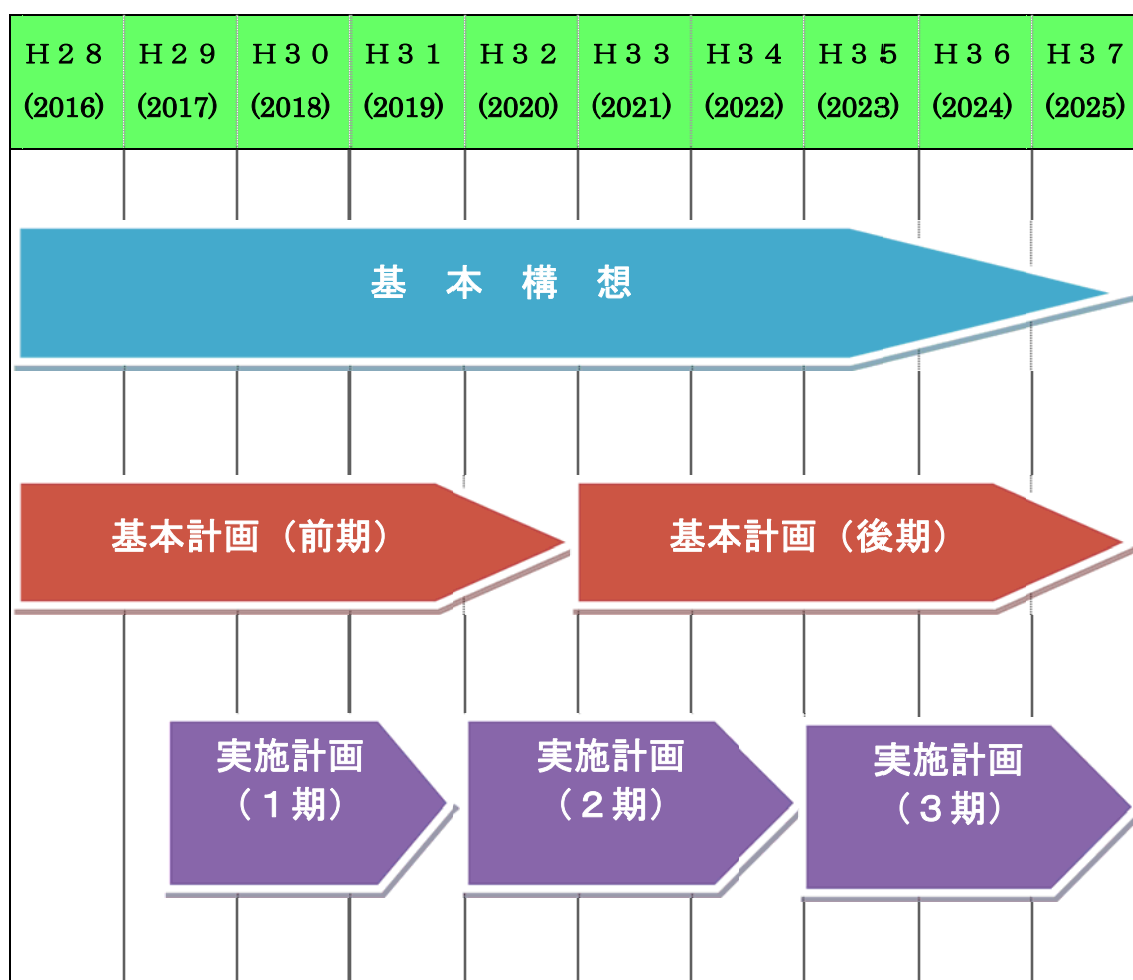 Ｈ２８ Ｈ２９ Ｈ３０ Ｈ３１ Ｈ３２ Ｈ３３ Ｈ３４ Ｈ３５ Ｈ３６ Ｈ３７
(2016) (2017) (2018) (2019) (2020) (2021) (2022) (2023) (2024) (2025)
基　本　構　想
基本計画（前期） 基本計画（後期）
実施計画 実施計画 実施計画
（１期） （２期） （３期）